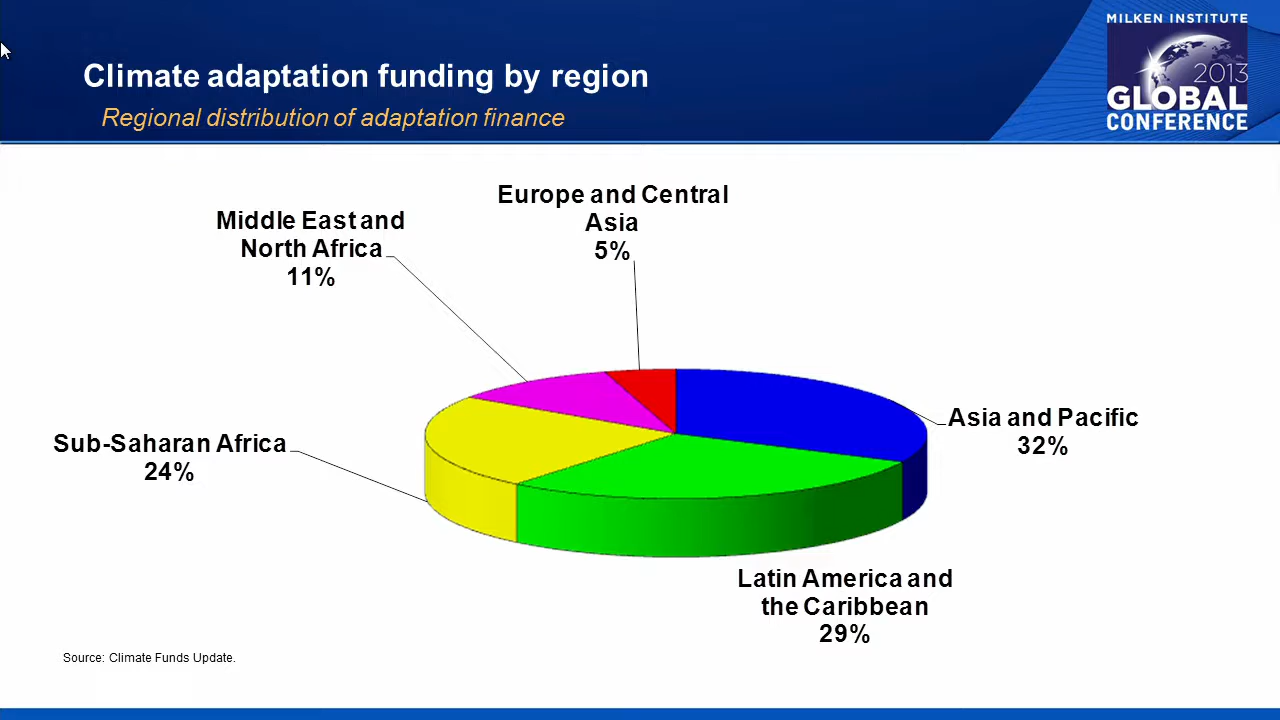 MILKEN INSTITUTE
2013
GLOBAL
CONFERENCE
Climate adaptation funding by region
Regional distribution of adaptation finance
Europe and Central
Asia
5%
Middle East and
North Africa
11%
Asia and Pacific
32%
Sub-Saharan Africa
24%
Latin America and
the Caribbean
29%
Source: Climate Funds Update.